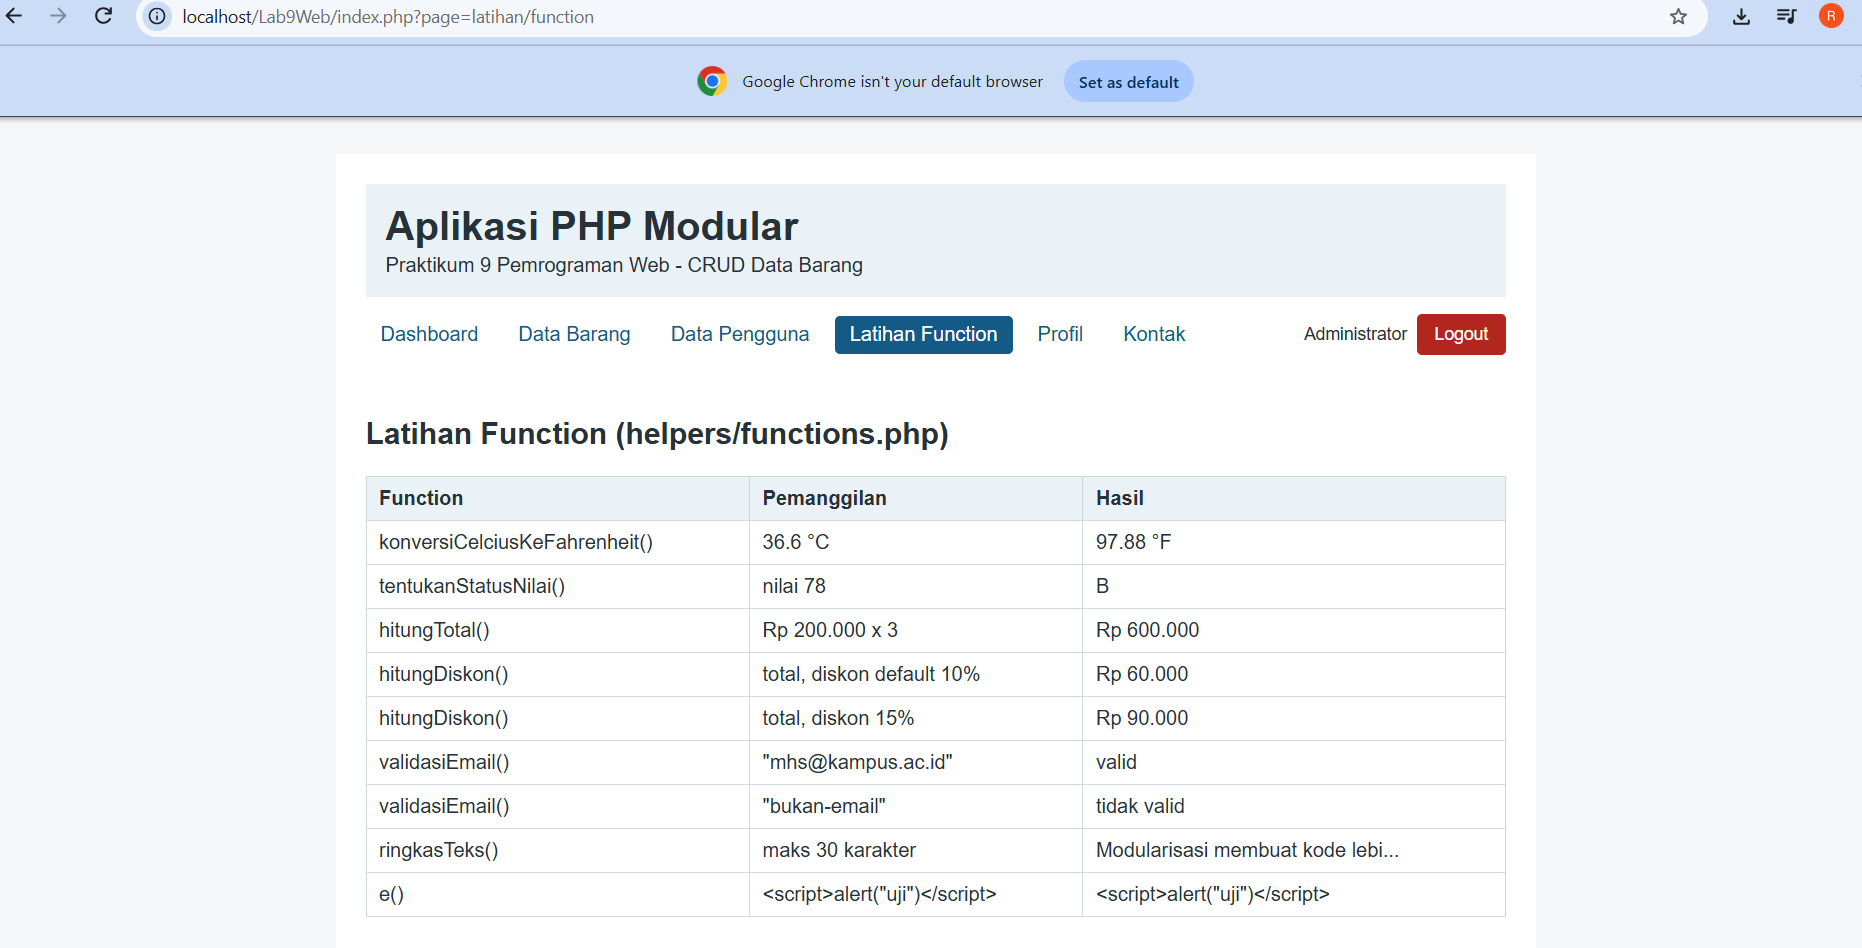 localhost/Lab9Web/index.php?page=latihan/function
R
Google Chrome isn't your default browser
Set as default
Aplikasi PHP Modular
Praktikum 9 Pemrograman Web - CRUD Data Barang
Dashboard Data Barang Data Pengguna Latihan Function Profil Kontak Administrator Logout
Latihan Function (helpers/functions.php)
Function Pemanggilan Hasil
konversiCelciusKeFahrenheit() 36.6 °C 97.88 °F
tentukanStatusNilai() nilai 78 B
hitungTotal() Rp 200.000 x 3 Rp 600.000
hitungDiskon() total, diskon default 10% Rp 60.000
hitungDiskon() total, diskon 15% Rp 90.000
validasiEmail() "mhs@kampus.ac.id" valid
validasiEmail() "bukan-email" tidak valid
ringkasTeks() maks 30 karakter Modularisasi membuat kode lebi...
e() <script>alert("uji")</script> <script>alert("uji")</script>